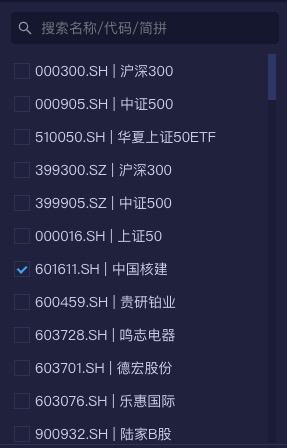 搜索名称/代码/简拼
000300.SH | 沪深300
000905.SH | 中证500
510050.SH | 华夏上证50ETF
399300.SZ | 沪深300
399905.SZ | 中证500
000016.SH | 上证50
601611.SH | 中国核建
600459.SH | 贵研铂业
603728.SH | 鸣志电器
603701.SH | 德宏股份
603076.SH | 乐惠国际
900932.SH | 陆家B股